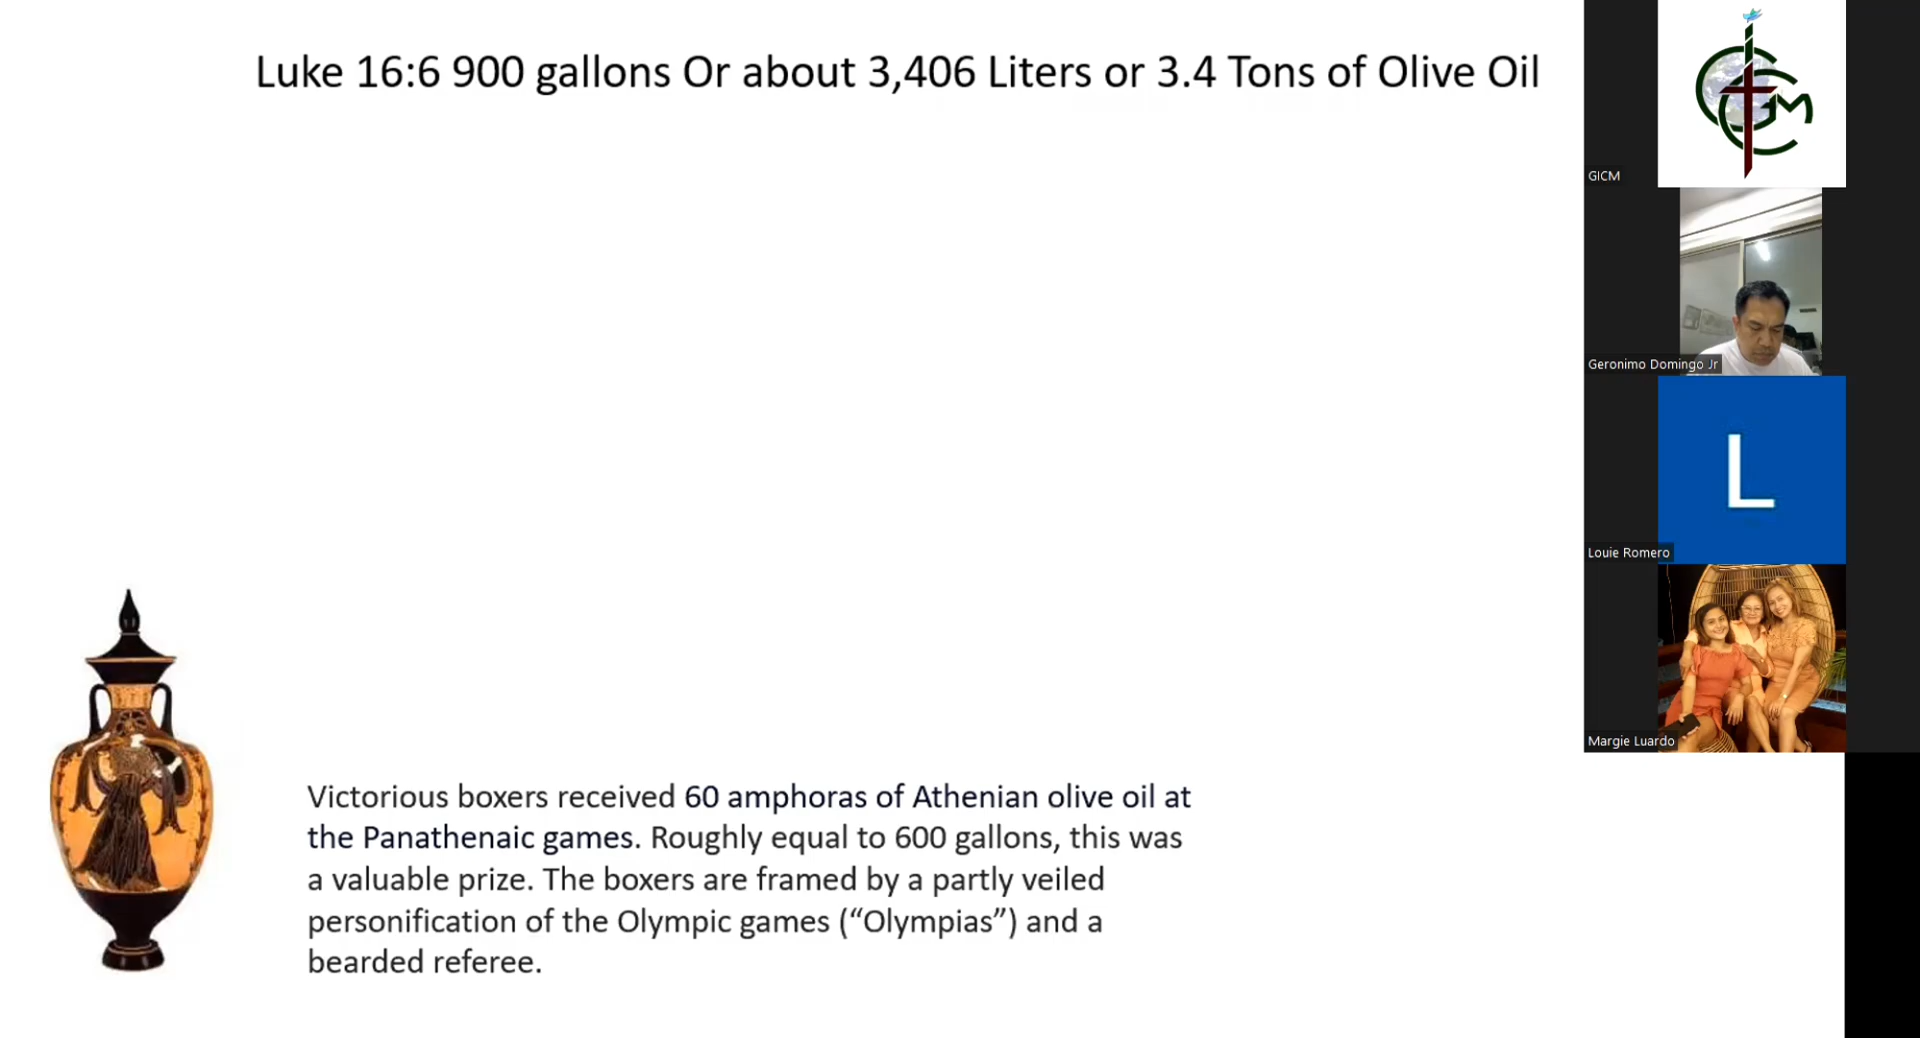 Luke 16:6 900 gallons Or about 3,406 Liters or 3.4 Tons of Olive Oil
GICM
Geronimo Domingo Jr
L
Louie Romero
Margie Luardo
Victorious boxers received 60 amphoras of Athenian olive oil at
the Panathenaic games. Roughly equal to 600 gallons, this was
a valuable prize. The boxers are framed by a partly veiled
personification of the Olympic games (“Olympias”) and a
bearded referee.